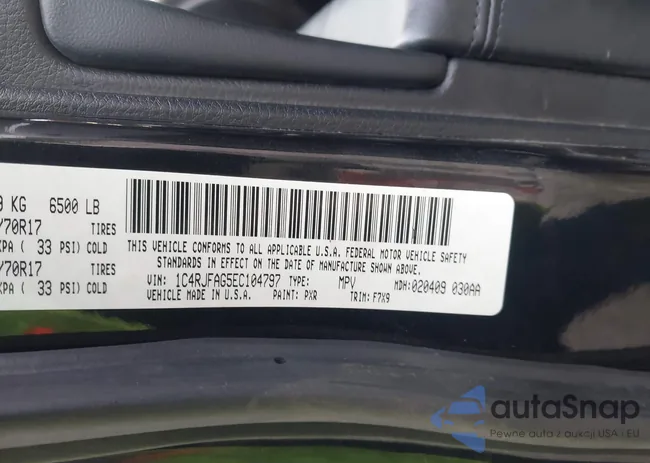 9 KG 6500 LB
/70R17 TIRES
KPA ( 33 PSI) COLD
/70R17 TIRES
KPA ( 33 PSI) COLD
THIS VEHICLE CONFORMS TO ALL APPLICABLE U.S.A. FEDERAL MOTOR VEHICLE SAFETY
STANDARDS IN EFFECT ON THE DATE OF MANUFACTURE SHOWN ABOVE.
VIN: 1C4RJFAG5EC104797 TYPE: MPV MDH: 020409 030AA
VEHICLE MADE IN U.S.A. PAINT: PXR TRIM: F7X9
autaSnap
Pewne auta z aukcji USA i EU